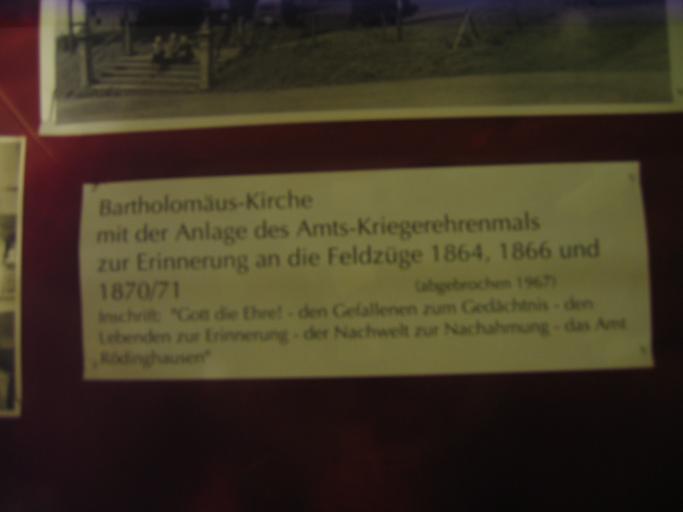 Bartholomäus-Kirche
mit der Anlage des Amts-Kriegerehrenmals
zur Erinnerung an die Feldzüge 1864, 1866 und
1870/71 (abgebrochen 1967)
Inschrift: "Gott die Ehre! - den Gefallenen zum Gedächtnis - den
Lebenden zur Erinnerung - der Nachwelt zur Nachahmung - das Amt
Rödinghausen"